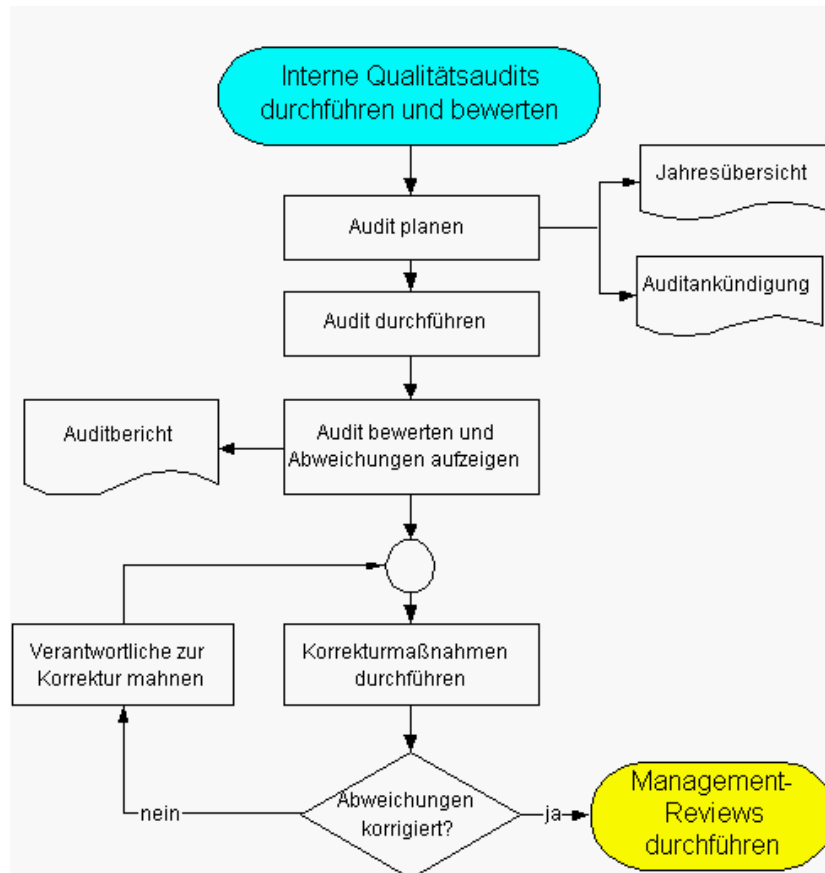 Interne Qualitätsaudits
durchführen und bewerten
Jahresübersicht
Audit planen
Auditankündigung
Audit durchführen
Auditbericht
Audit bewerten und
Abweichungen aufzeigen
Verantwortliche zur
Korrektur mahnen
Korrekturmaßnahmen
durchführen
Abweichungen
korrigiert?
nein
ja
Management-
Reviews
durchführen